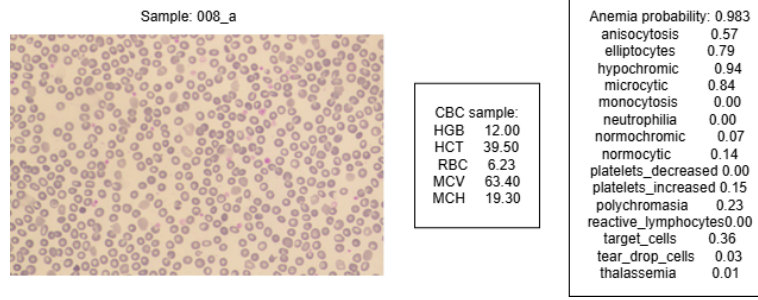 Sample: 008_a
CBC sample:
HGB 12.00
HCT 39.50
RBC 6.23
MCV 63.40
MCH 19.30
Anemia probability: 0.983
anisocytosis 0.57
elliptocytes 0.79
hypochromic 0.94
microcytic 0.84
monocytosis 0.00
neutrophilia 0.00
normochromic 0.07
normocytic 0.14
platelets_decreased 0.00
platelets_increased 0.15
polychromasia 0.23
reactive_lymphocytes0.00
target_cells 0.36
tear_drop_cells 0.03
thalassemia 0.01